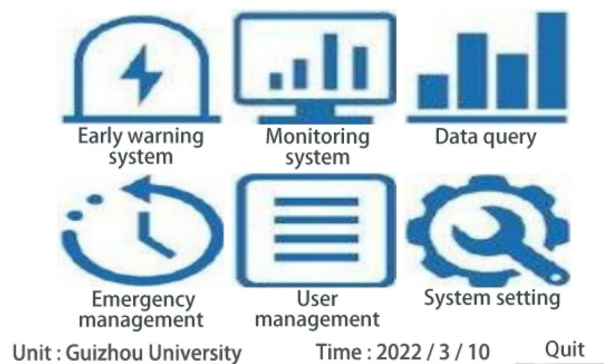 Early warning
system
Monitoring
system
Data query
Emergency
management
User
management
System setting
Unit : Guizhou University
Time : 2022 / 3 / 10
Quit